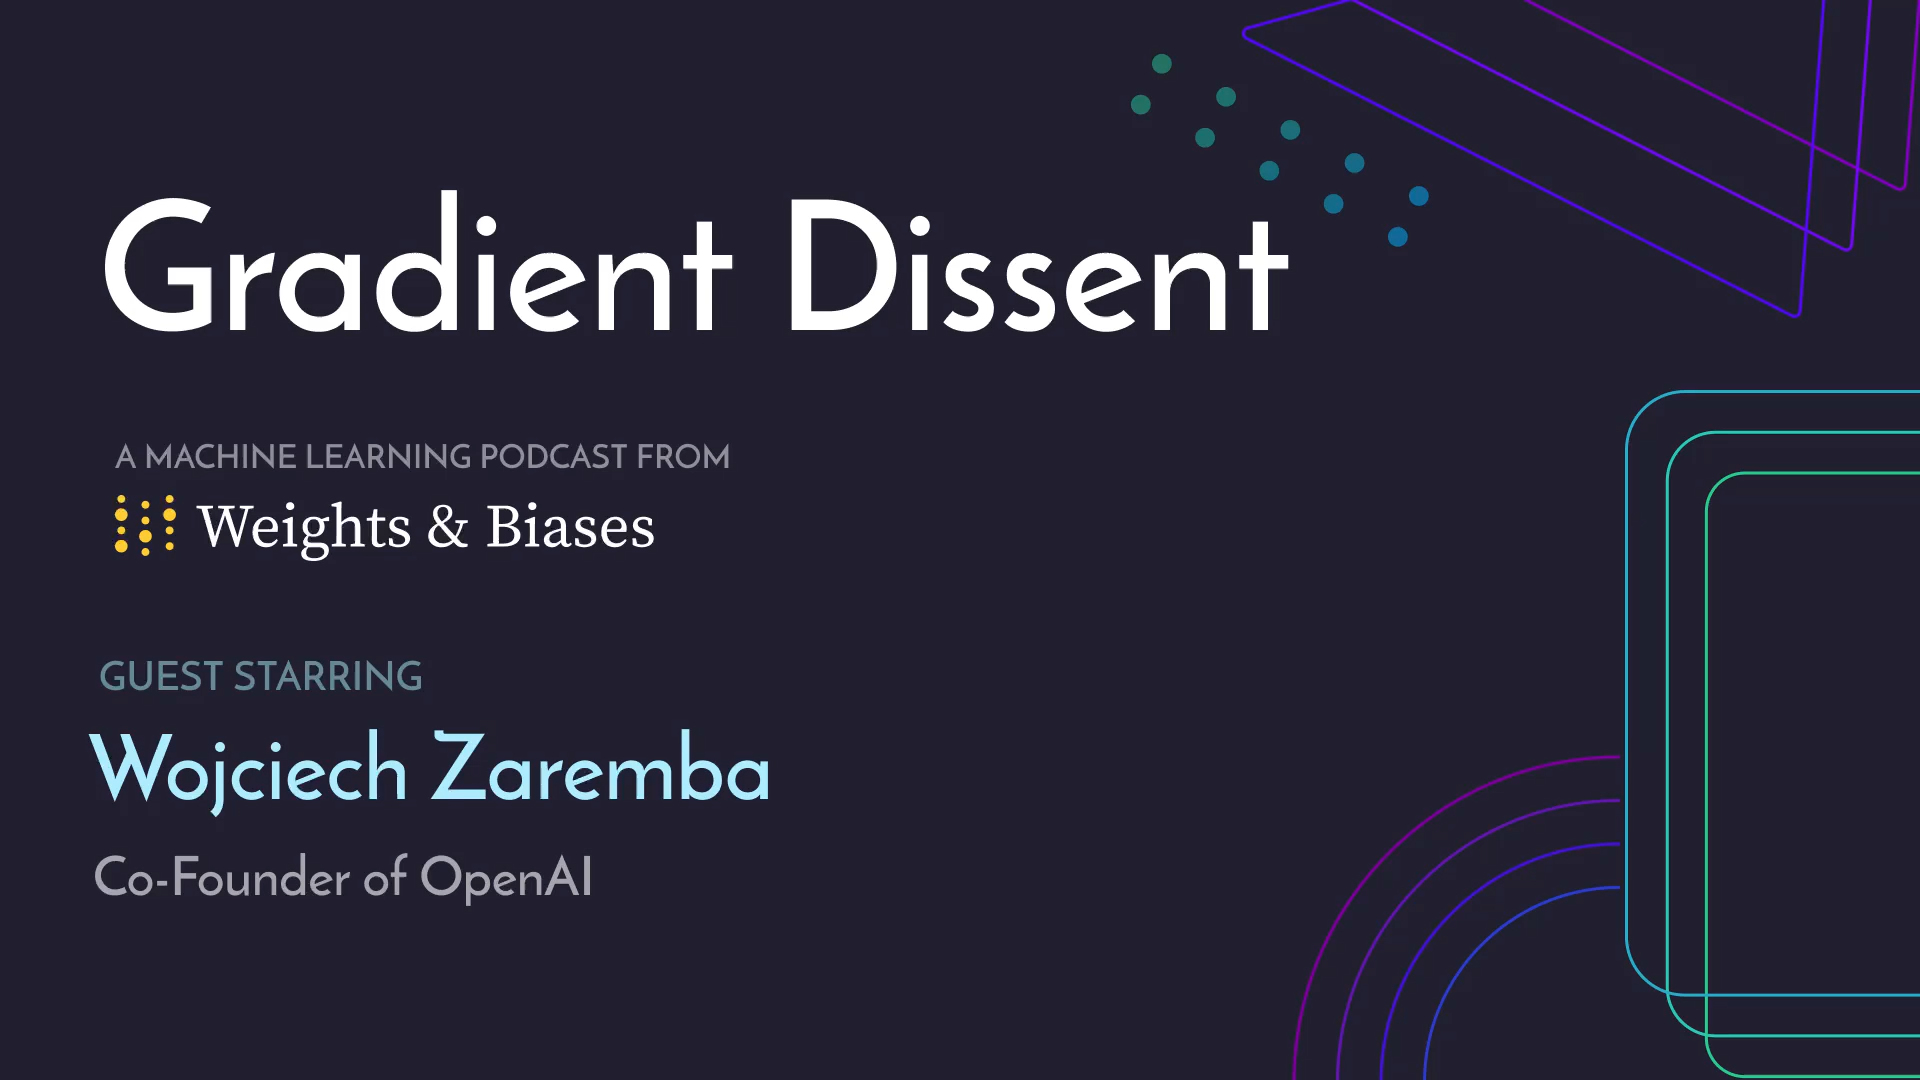 Gradient Dissent
A MACHINE LEARNING PODCAST FROM
Weights & Biases
GUEST STARRING
Wojciech Zaremba
Co-Founder of OpenAI